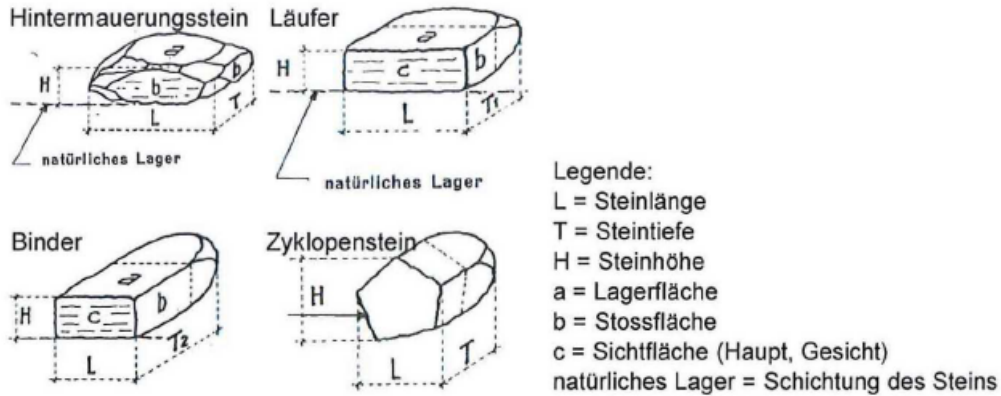 Hintermauerungsstein
a
H
b
b
L
T
natürliches Lager
Läufer
a
H
c
b
L
T1
natürliches Lager
Binder
a
H
c
b
L
T2
Zyklopenstein
H
L
T
Legende:
L = Steinlänge
T = Steintiefe
H = Steinhöhe
a = Lagerfläche
b = Stossfläche
c = Sichtfläche (Haupt, Gesicht)
natürliches Lager = Schichtung des Steins